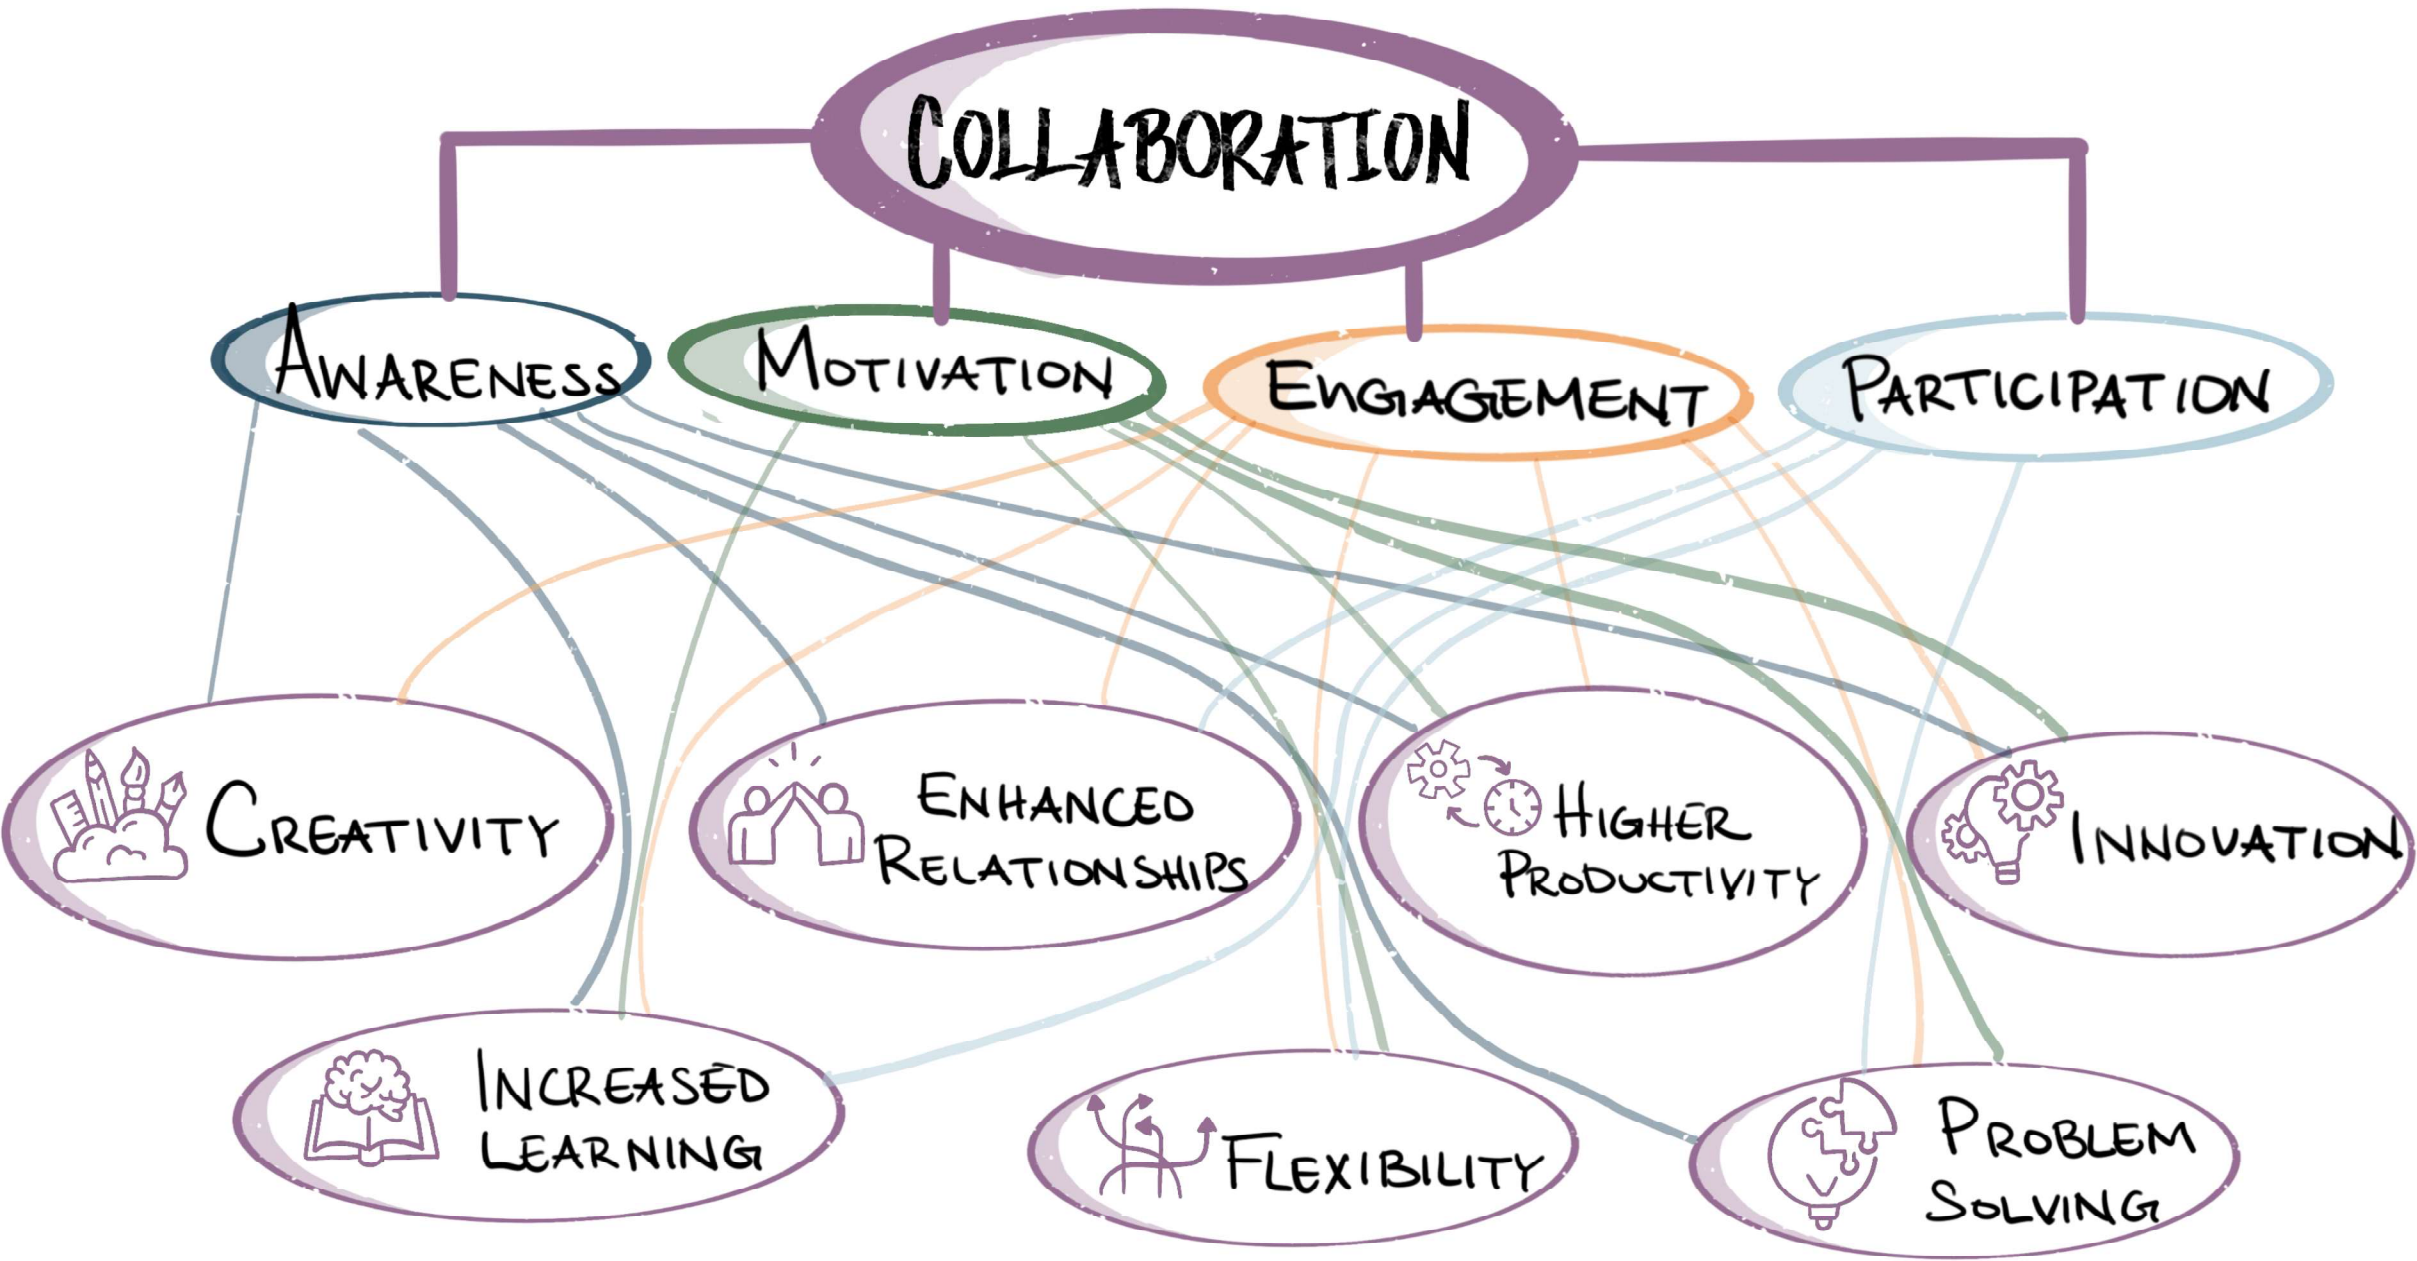 COLLABORATION
AWARENESS
MOTIVATION
ENGAGEMENT
PARTICIPATION
CREATIVITY
ENHANCED
RELATIONSHIPS
HIGHER
PRODUCTIVITY
INNOVATION
INCREASED
LEARNING
FLEXIBILITY
PROBLEM
SOLVING